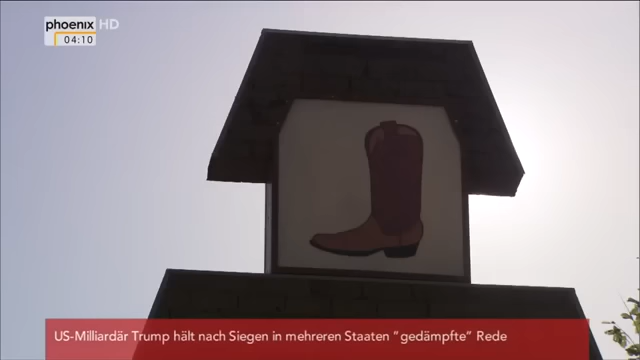 phoenix HD
04:10
US-Milliardär Trump hält nach Siegen in mehreren Staaten “gedämpfte” Rede